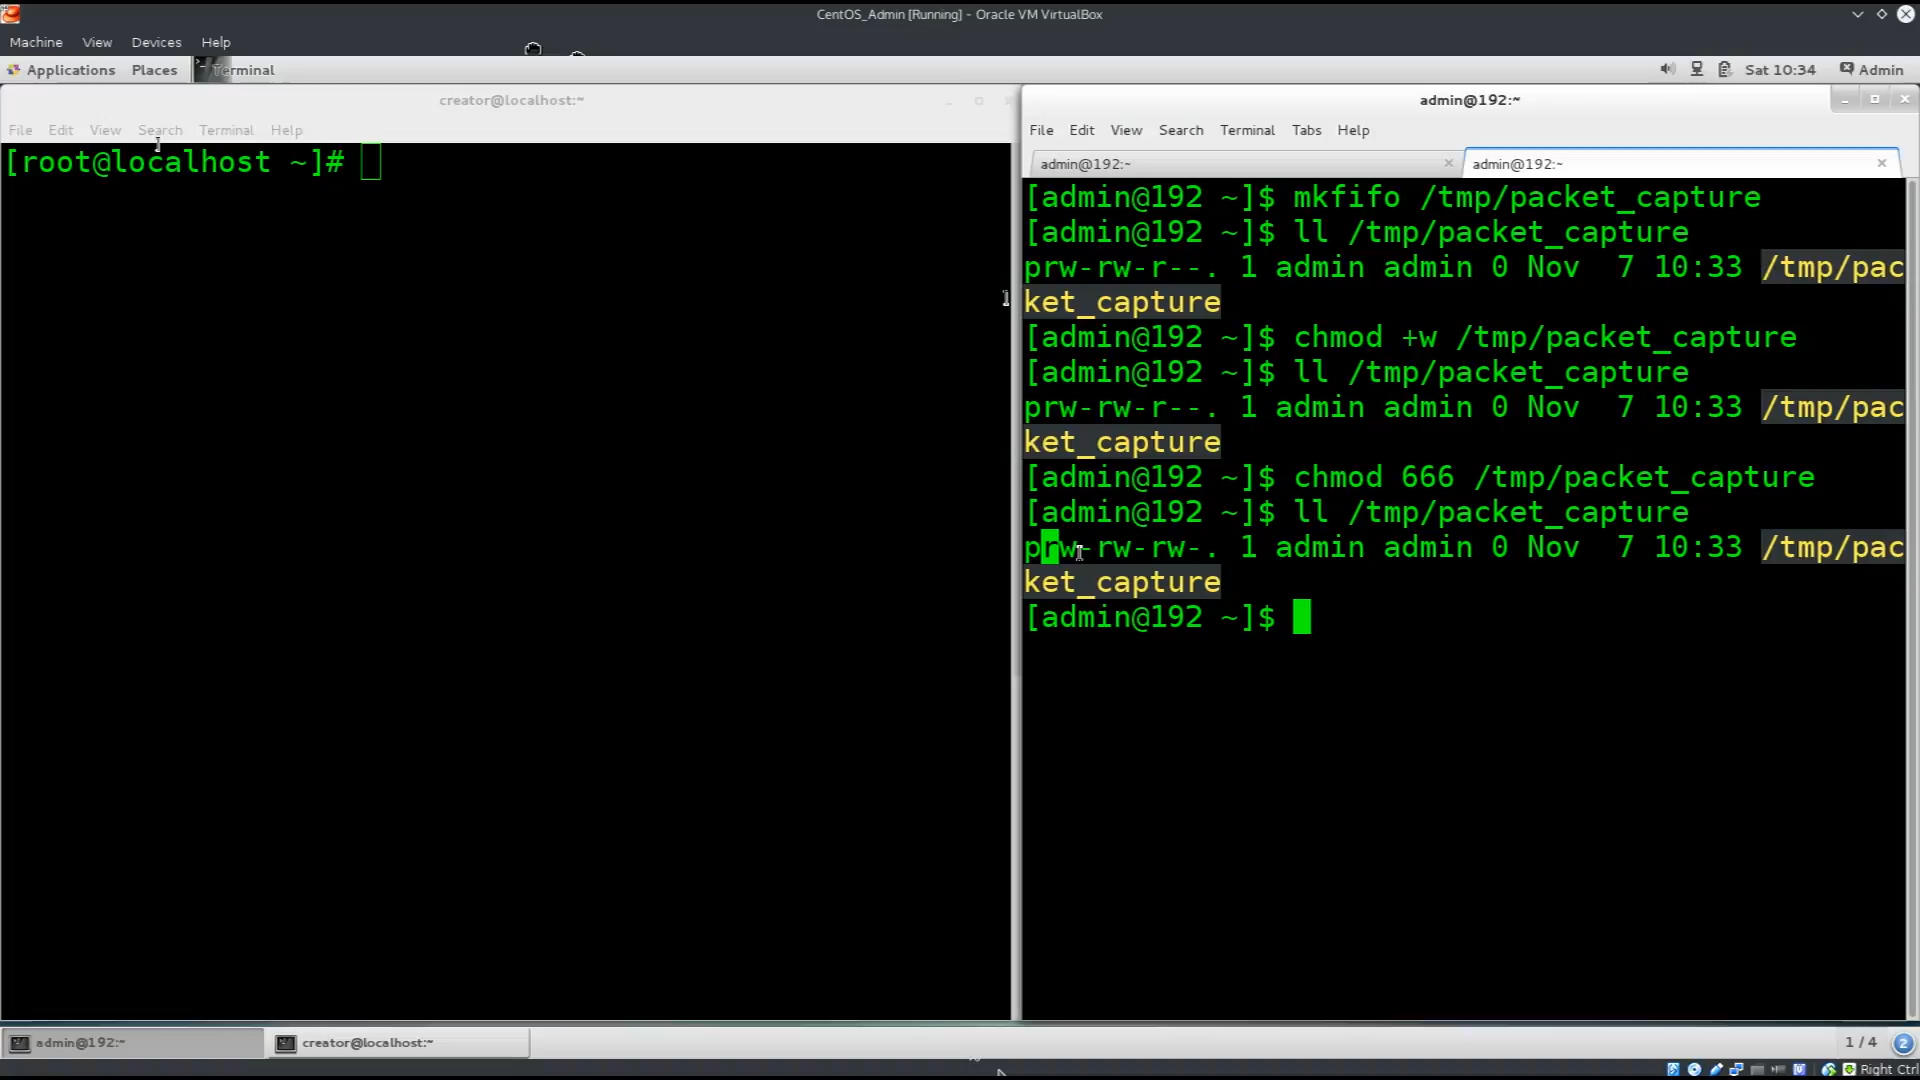 CentOS_Admin [Running] - Oracle VM VirtualBox
Machine View Devices Help
Applications Places Terminal Sat 10:34 Admin
creator@localhost:~
File Edit View Search Terminal Help
[root@localhost ~]#
admin@192:~
File Edit View Search Terminal Tabs Help
admin@192:~ admin@192:~
[admin@192 ~]$ mkfifo /tmp/packet_capture
[admin@192 ~]$ ll /tmp/packet_capture
prw-rw-r--. 1 admin admin 0 Nov  7 10:33 /tmp/pac
ket_capture
[admin@192 ~]$ chmod +w /tmp/packet_capture
[admin@192 ~]$ ll /tmp/packet_capture
prw-rw-r--. 1 admin admin 0 Nov  7 10:33 /tmp/pac
ket_capture
[admin@192 ~]$ chmod 666 /tmp/packet_capture
[admin@192 ~]$ ll /tmp/packet_capture
prw-rw-rw-. 1 admin admin 0 Nov  7 10:33 /tmp/pac
ket_capture
[admin@192 ~]$
admin@192:~ creator@localhost:~ 1 / 4 2
Right Ctrl